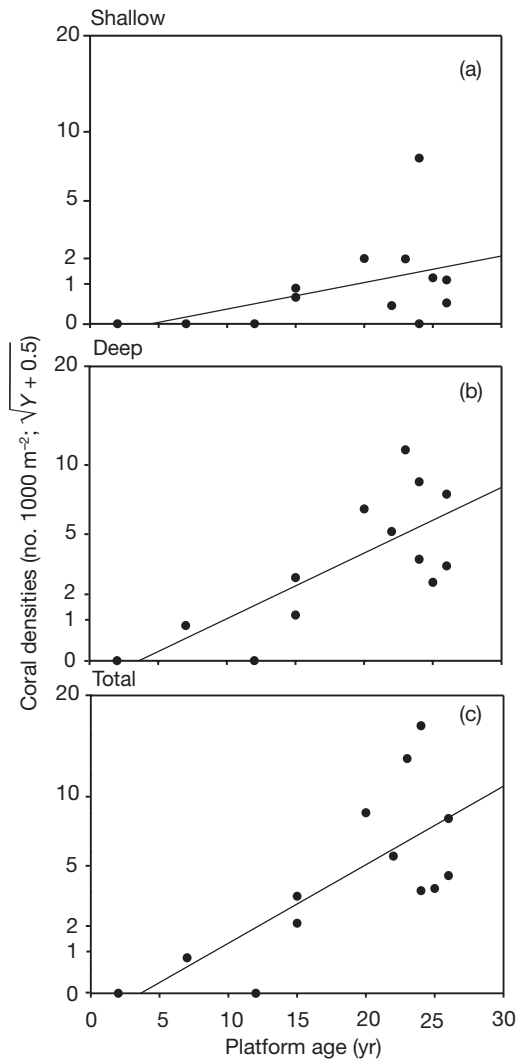 Shallow
20
(a)
10
5
2
1
0
Deep
20
(b)
10
5
2
1
0
Total
20
(c)
10
5
2
1
0
0 5 10 15 20 25 30
Platform age (yr)
Coral densities (no. 1000 m⁻²; √Y + 0.5)